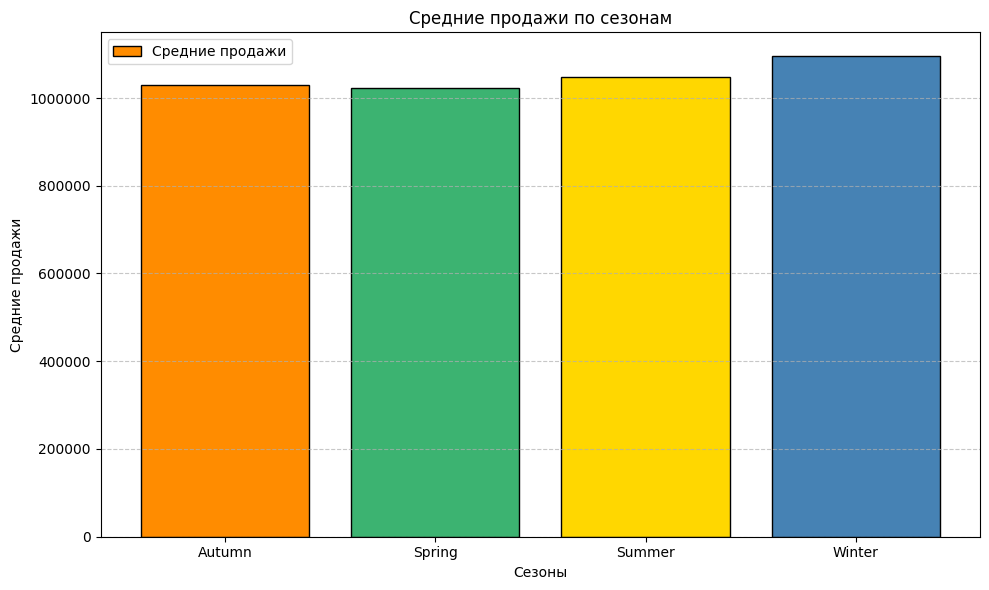 Средние продажи по сезонам
Средние продажи
1000000
800000
600000
400000
200000
0
Средние продажи
Autumn
Spring
Summer
Winter
Сезоны